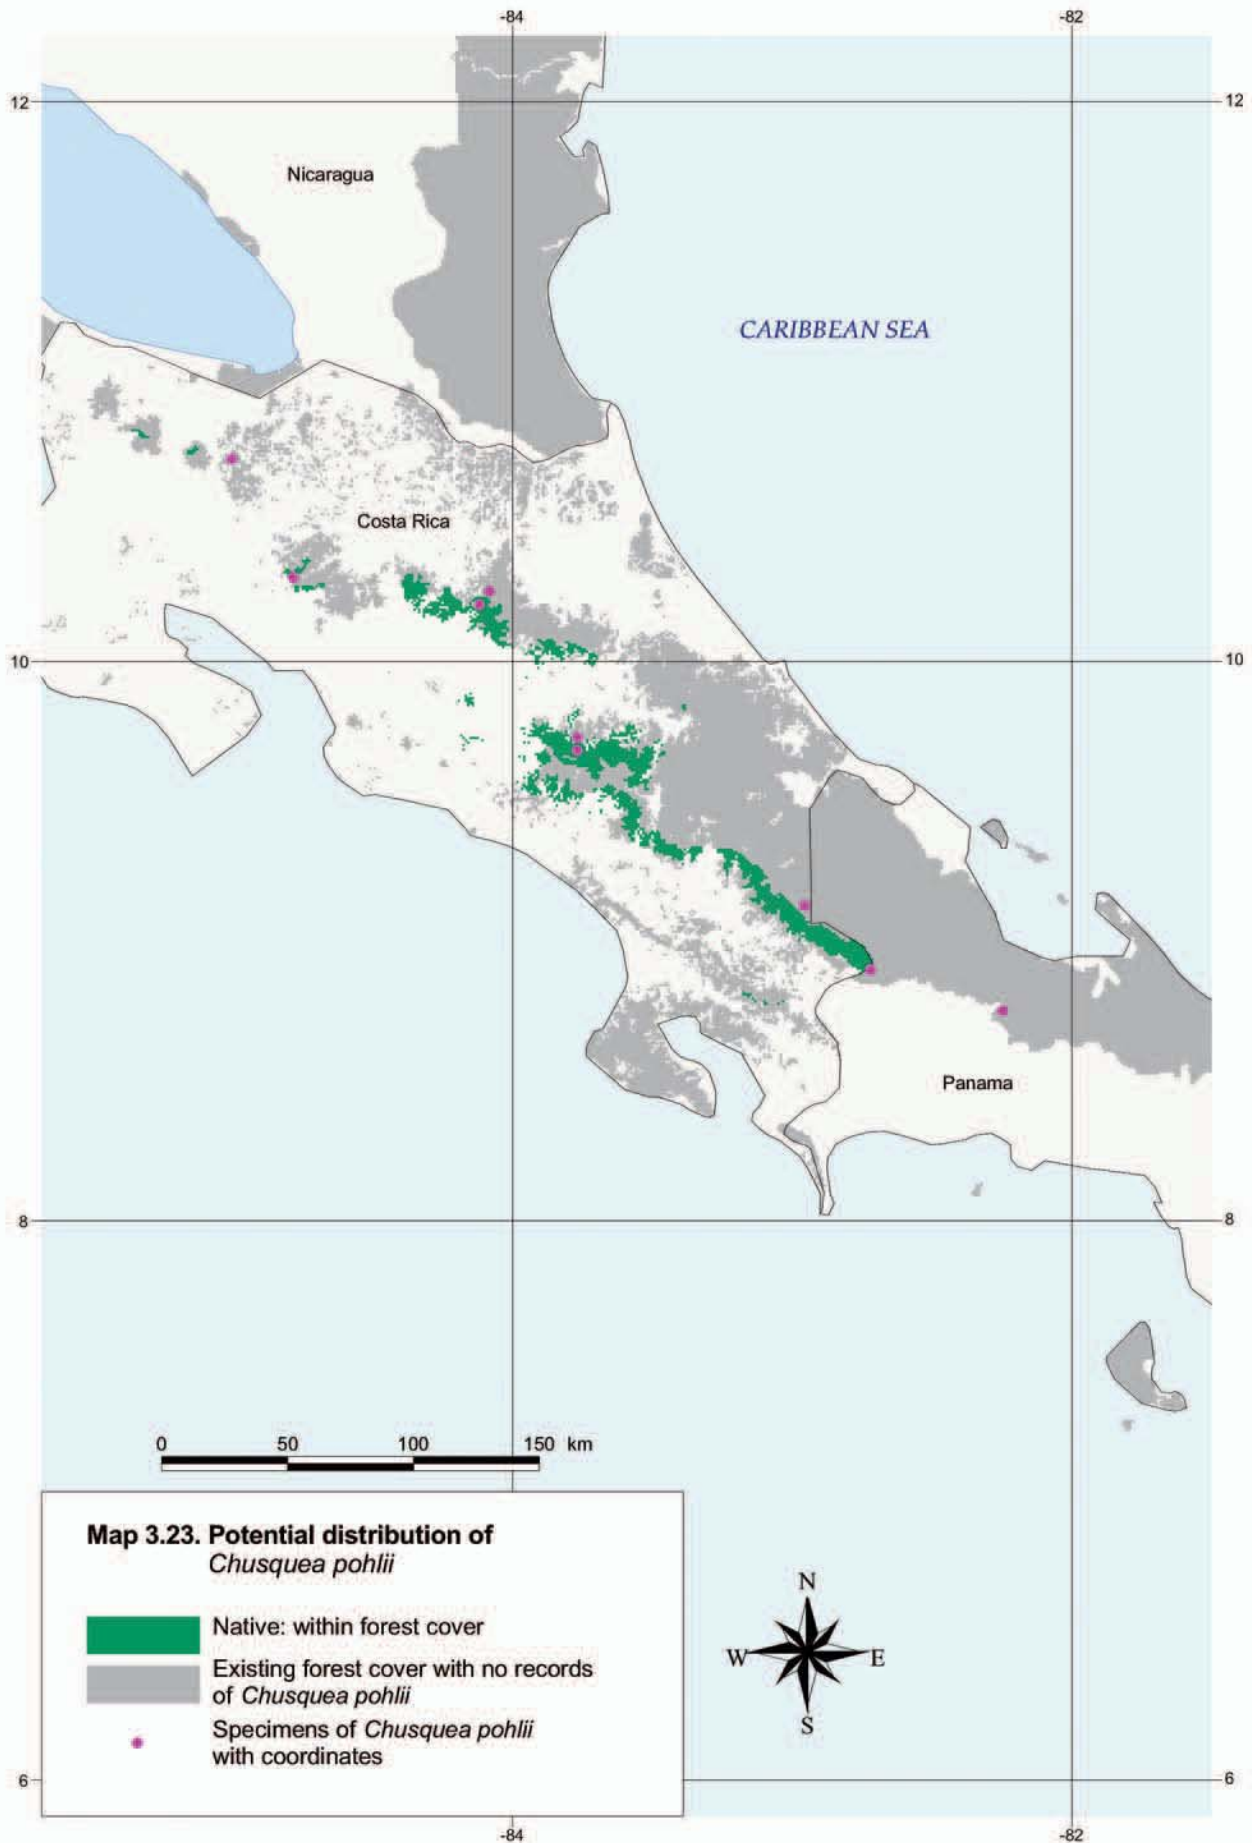 -84
-82
12
12
Nicaragua
CARIBBEAN SEA
Costa Rica
10
10
Panama
8
8
0 50 100 150 km
Map 3.23. Potential distribution of
Chusquea pohlii
Native: within forest cover
Existing forest cover with no records
of Chusquea pohlii
Specimens of Chusquea pohlii
with coordinates
N
W
E
S
6
6
-84
-82